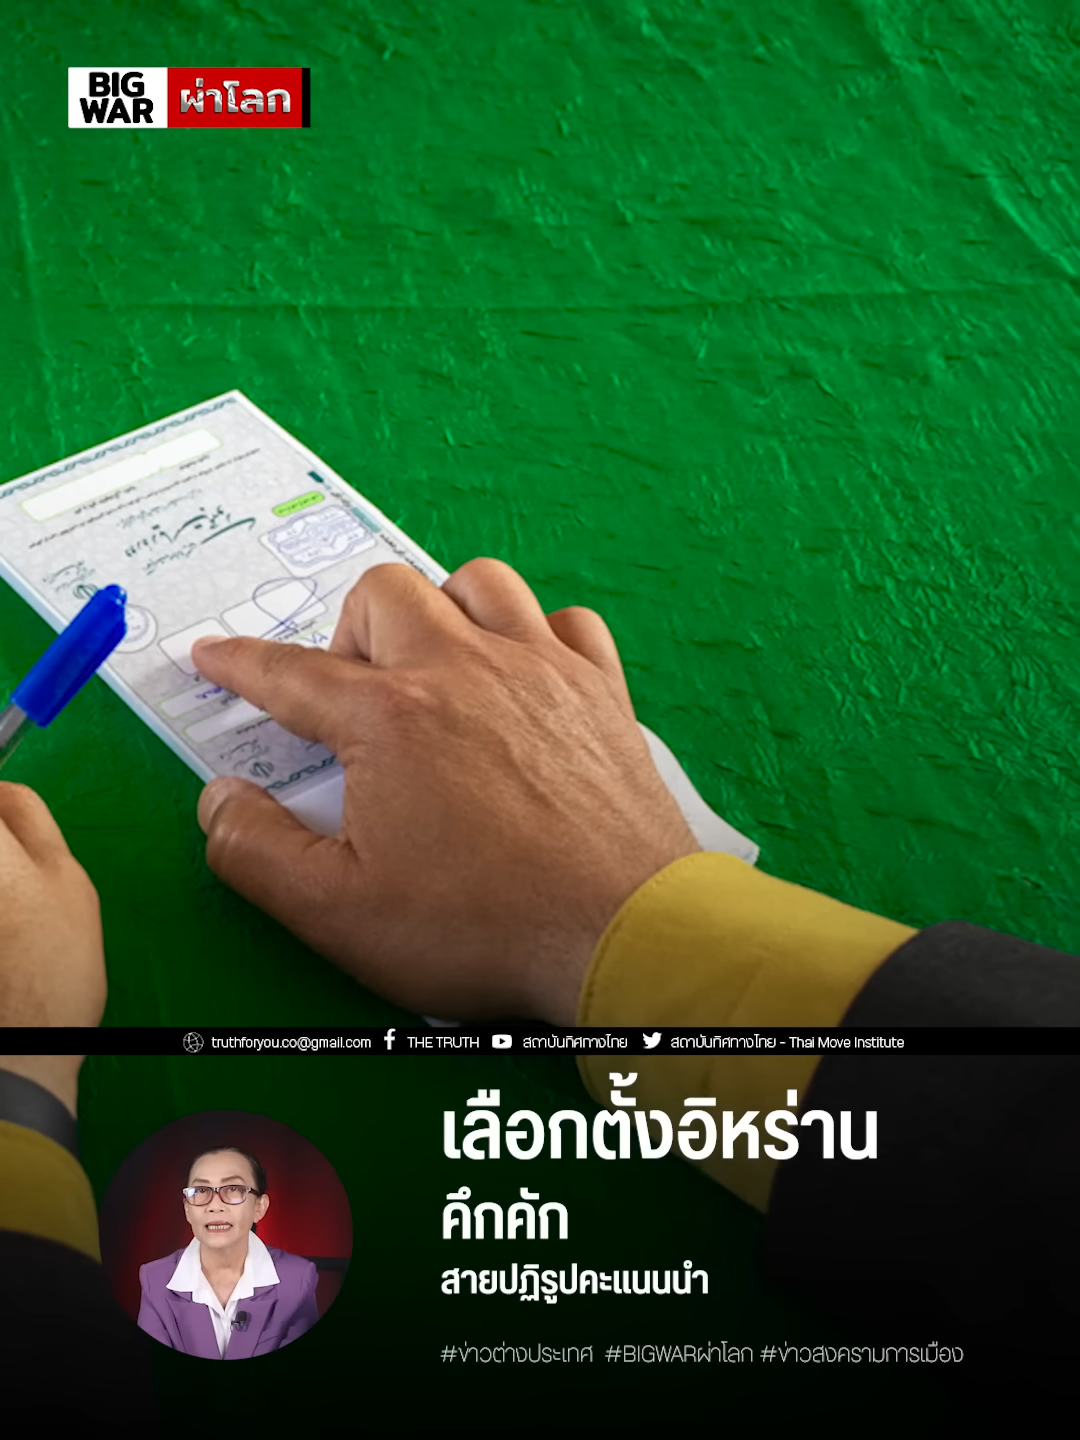 BIG
WAR
ผ่าโลก
truthforyou.co@gmail.com THE TRUTH สถาบันทิศทางไทย สถาบันทิศทางไทย - Thai Move Institute
เลือกตั้งอิหร่าน
คึกคัก
สายปฏิรูปคะแนนนำ
#ข่าวต่างประเทศ #BIGWARผ่าโลก #ข่าวสงครามการเมือง